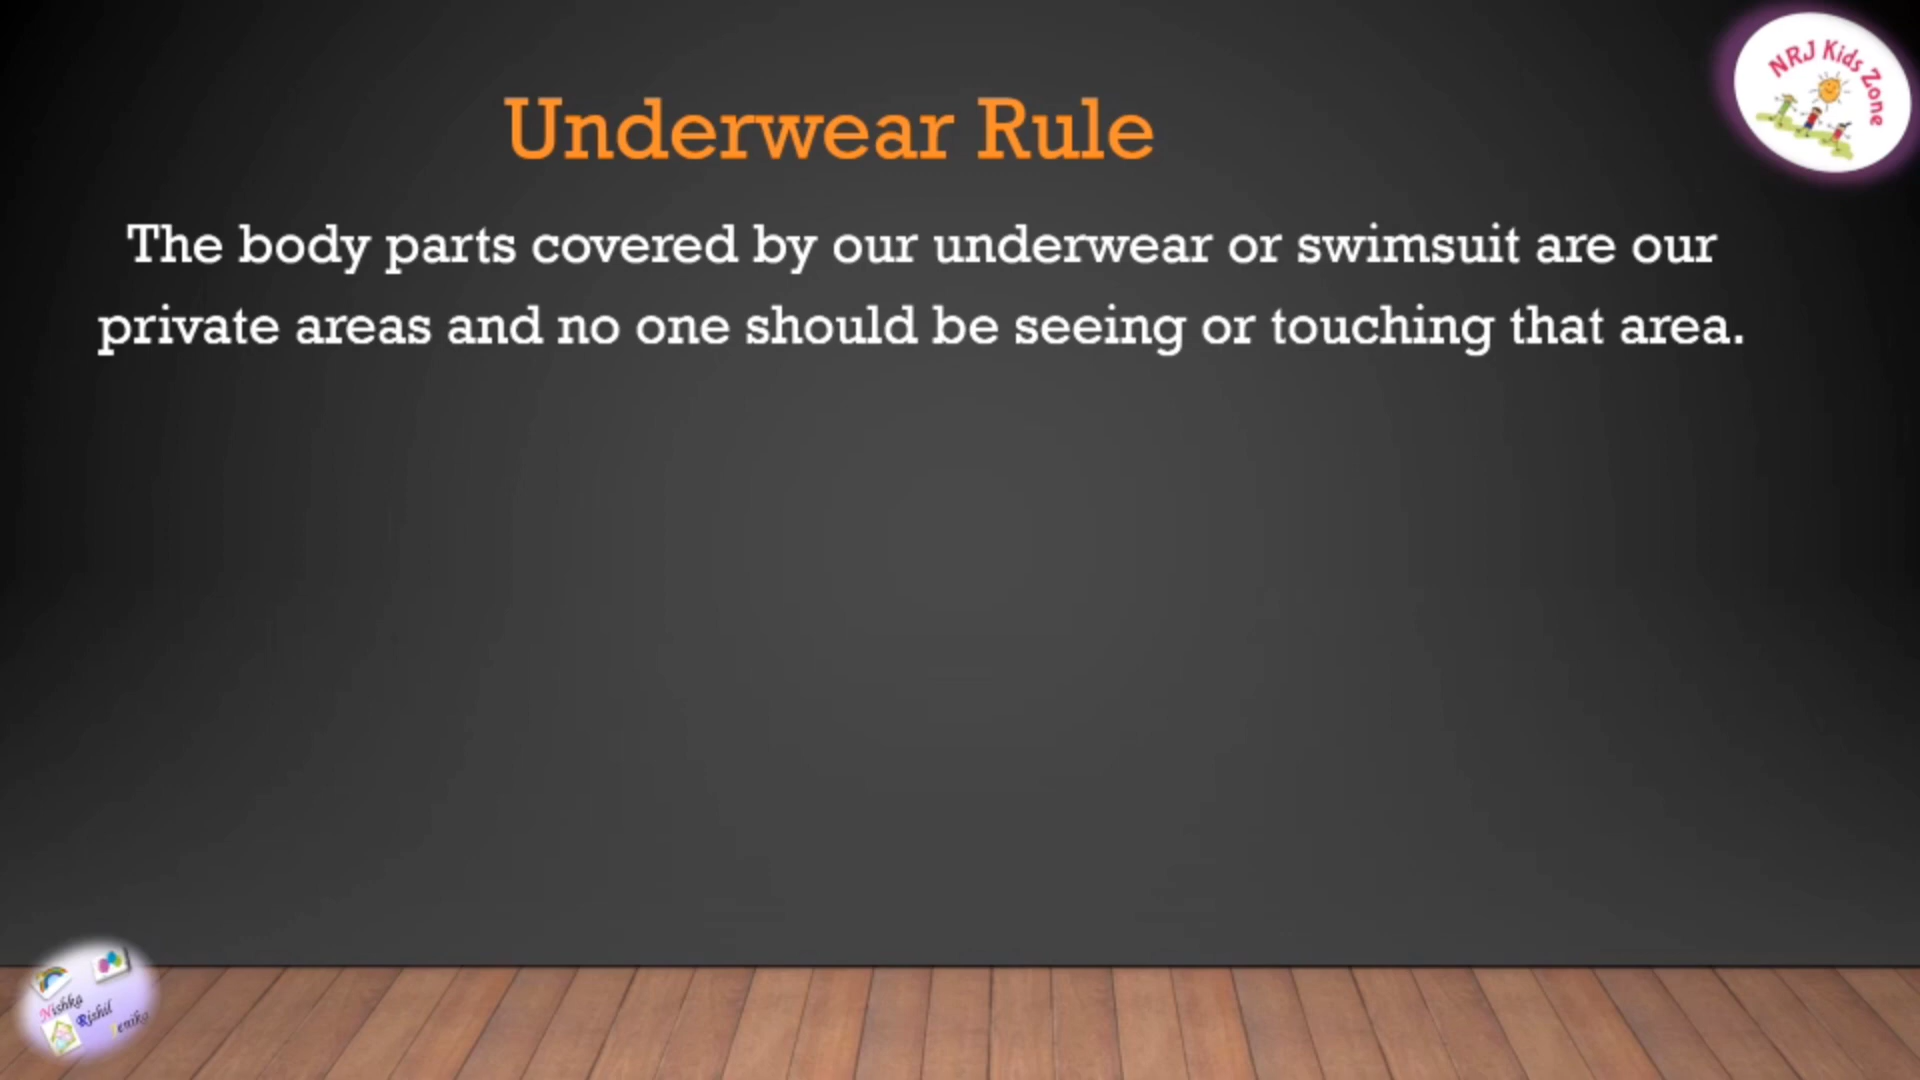 NRJ Kids Zone
Underwear Rule
The body parts covered by our underwear or swimsuit are our
private areas and no one should be seeing or touching that area.
Nishka
Rishil
Jenika